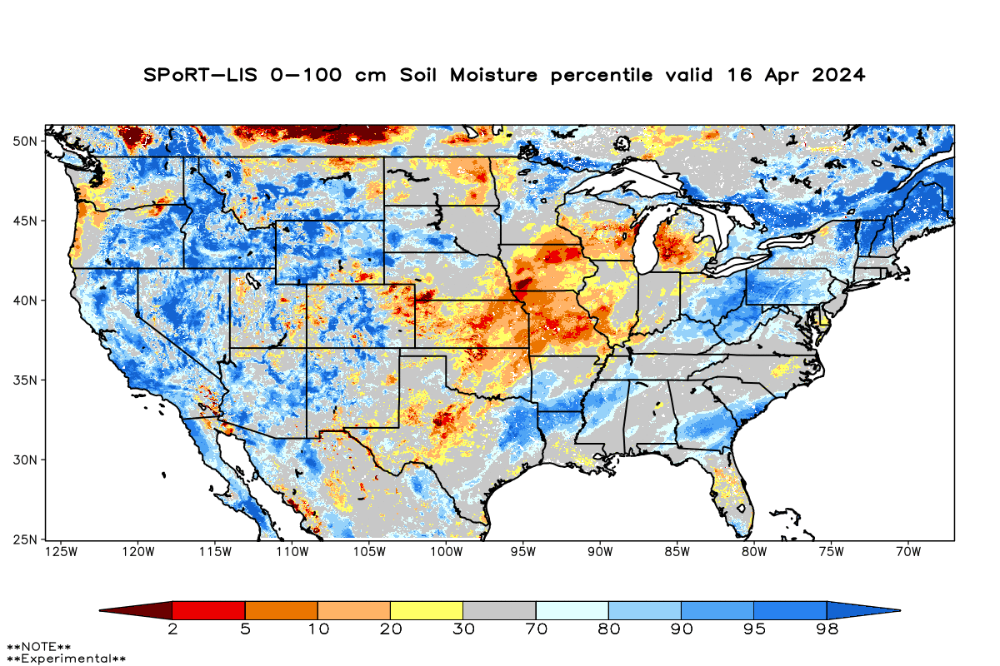 SPoRT-LIS 0-100 cm Soil Moisture percentile valid 16 Apr 2024
50N
45N
40N
35N
30N
25N
125W 120W 115W 110W 105W 100W 95W 90W 85W 80W 75W 70W
2 5 10 20 30 70 80 90 95 98
**NOTE**
**Experimental**